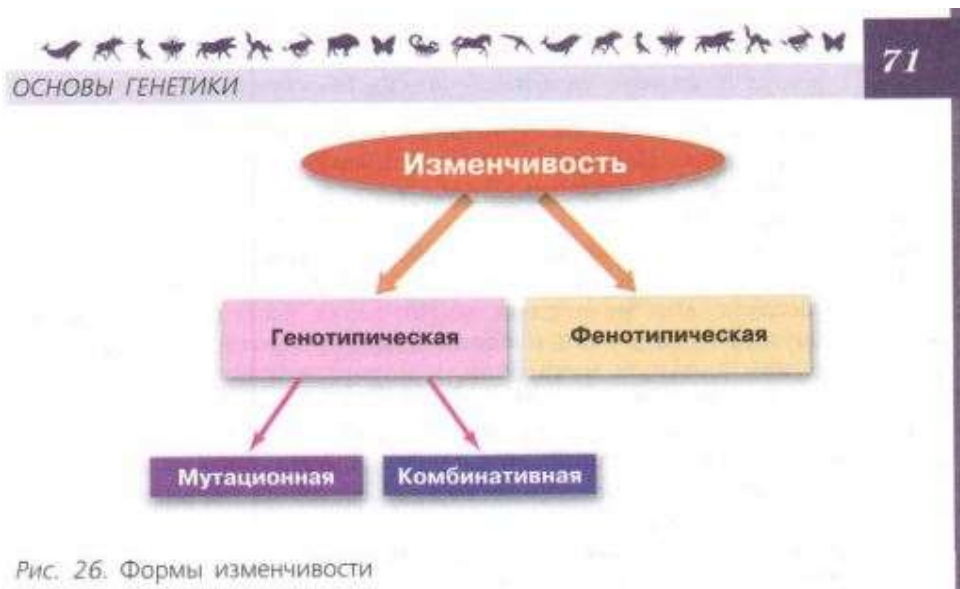 71
ОСНОВЫ ГЕНЕТИКИ
Изменчивость
Генотипическая
Фенотипическая
Мутационная
Комбинативная
Рис. 26. Формы изменчивости